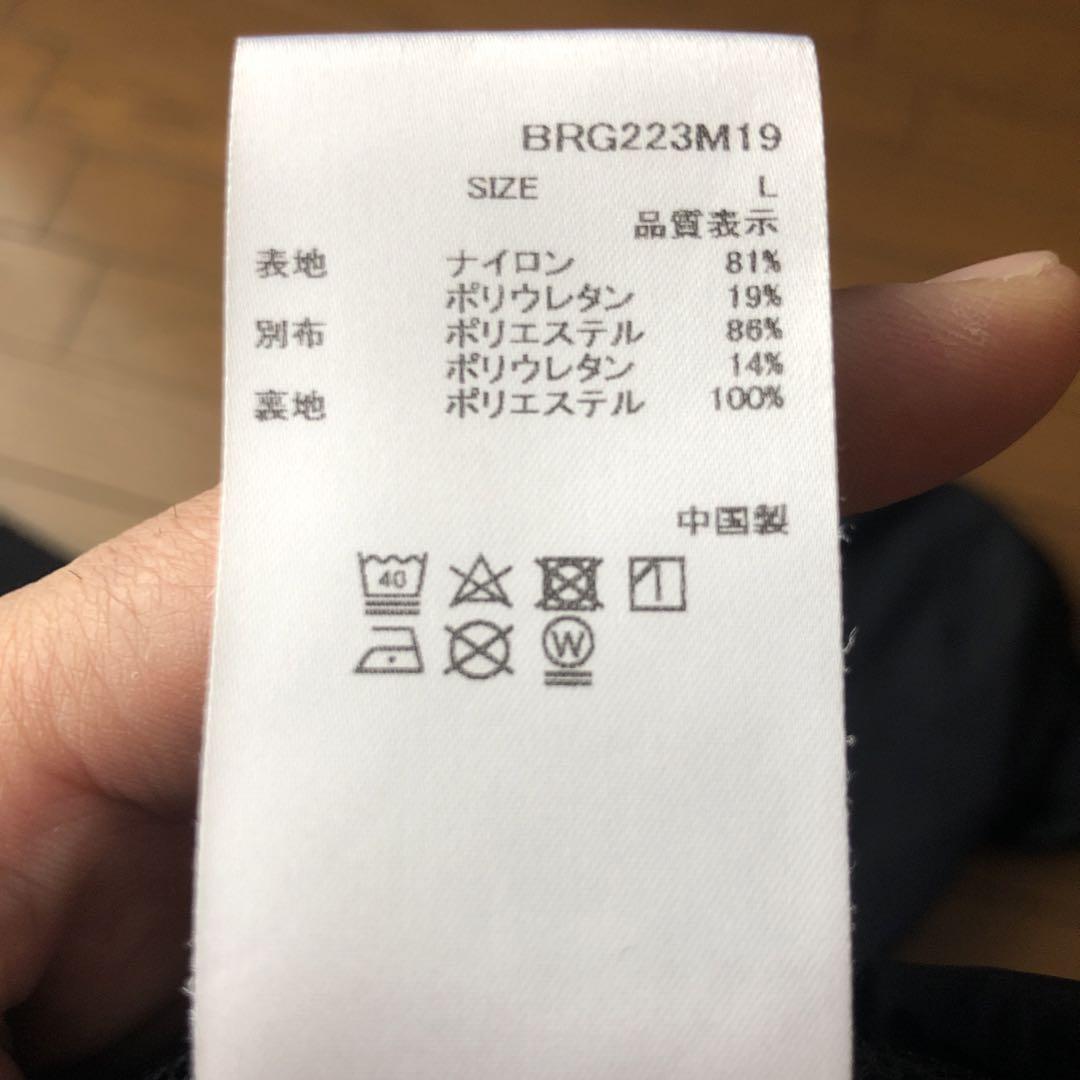 BRG223M19
SIZE L
品質表示
表地 ナイロン 81%
ポリウレタン 19%
別布 ポリエステル 86%
ポリウレタン 14%
裏地 ポリエステル 100%
中国製
40
W